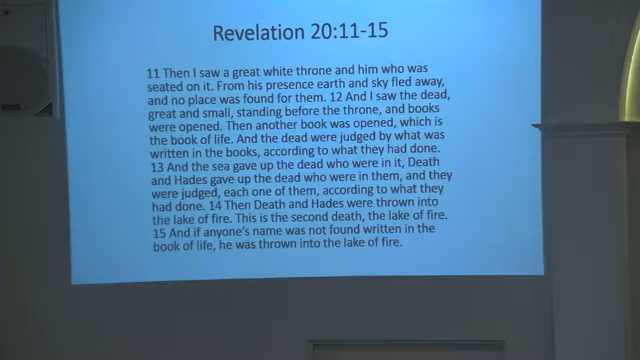 Revelation 20:11-15
11 Then I saw a great white throne and him who was
seated on it. From his presence earth and sky fled away,
and no place was found for them. 12 And I saw the dead,
great and small, standing before the throne, and books
were opened. Then another book was opened, which is
the book of life. And the dead were judged by what was
written in the books, according to what they had done.
13 And the sea gave up the dead who were in it, Death
and Hades gave up the dead who were in them, and they
were judged, each one of them, according to what they
had done. 14 Then Death and Hades were thrown into
the lake of fire. This is the second death, the lake of fire.
15 And if anyone's name was not found written in the
book of life, he was thrown into the lake of fire.